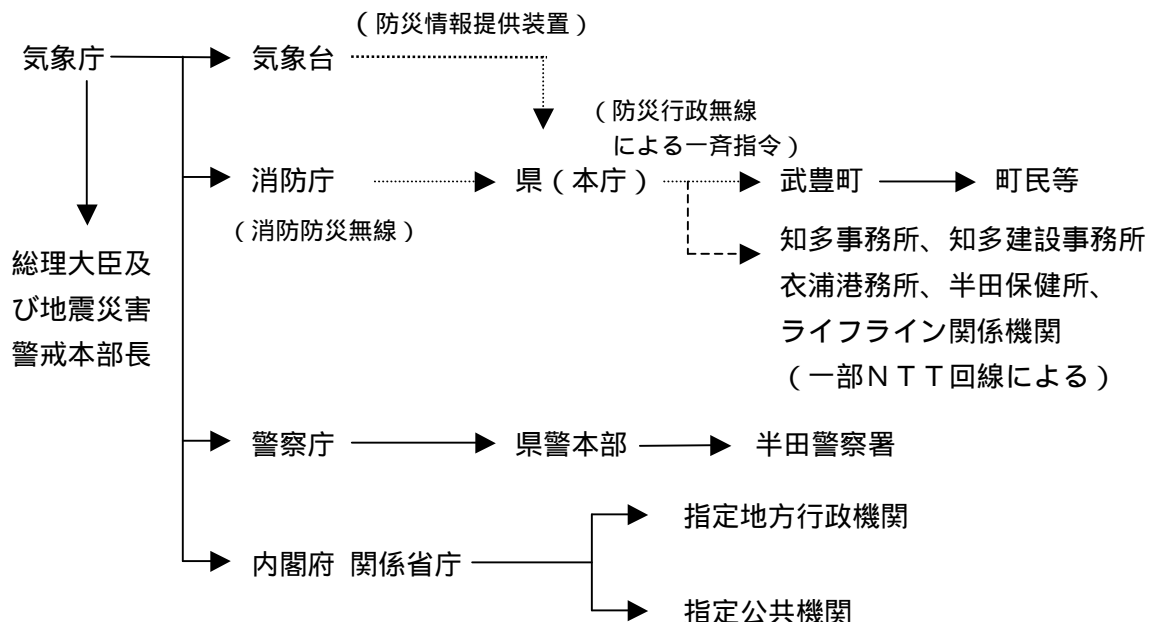 （防災情報提供装置）
気象庁
気象台
（防災行政無線
による一斉指令）
消防庁
県（本庁）
武豊町
町民等
（消防防災無線）
総理大臣及
び地震災害
警戒本部長
知多事務所、知多建設事務所
衣浦港務所、半田保健所、
ライフライン関係機関
（一部ＮＴＴ回線による）
警察庁
県警本部
半田警察署
指定地方行政機関
内閣府 関係省庁
指定公共機関